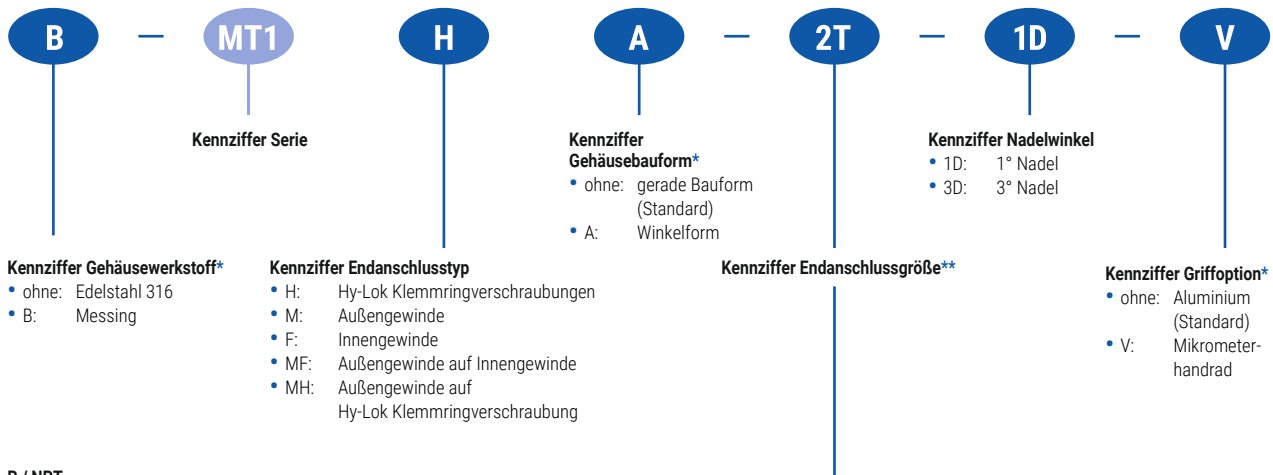 B – MT1 H A – 2T – 1D – V
Kennziffer Serie
Kennziffer
Gehäusebauform*
• ohne: gerade Bauform
(Standard)
• A: Winkelform
Kennziffer Nadelwinkel
• 1D: 1° Nadel
• 3D: 3° Nadel
Kennziffer Gehäusewerkstoff*
• ohne: Edelstahl 316
• B: Messing
Kennziffer Endanschlusstyp
• H: Hy-Lok Klemmringverschraubungen
• M: Außengewinde
• F: Innengewinde
• MF: Außengewinde auf Innengewinde
• MH: Außengewinde auf
Hy-Lok Klemmringverschraubung
Kennziffer Endanschlussgröße**
Kennziffer Griffoption*
• ohne: Aluminium
(Standard)
• V: Mikrometer-
handrad